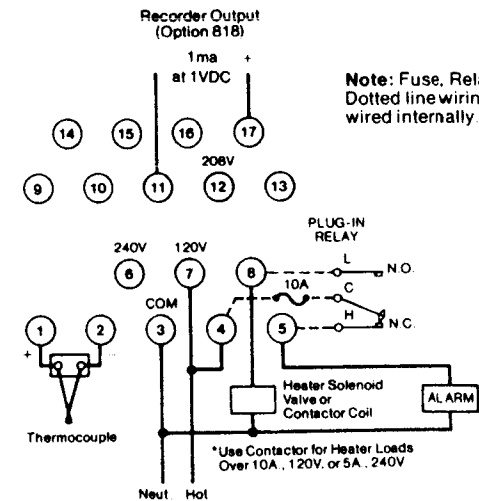 Recorder Output
(Option 818)
1ma +
at 1VDC
Note: Fuse, Rela
Dotted line wirin
wired internally.
14 15 16 17
208V
9 10 11 12 13
PLUG-IN
RELAY
240V 120V
L
6 7 8
N.O.
10A C
COM
1 2 3 4 5
H N.C.
+ -
Heater Solenoid
Valve or
Contactor Coil
ALARM
Thermocouple
*Use Contactor for Heater Loads
Over 10A, 120V, or 5A, 240V
Neut. Hot